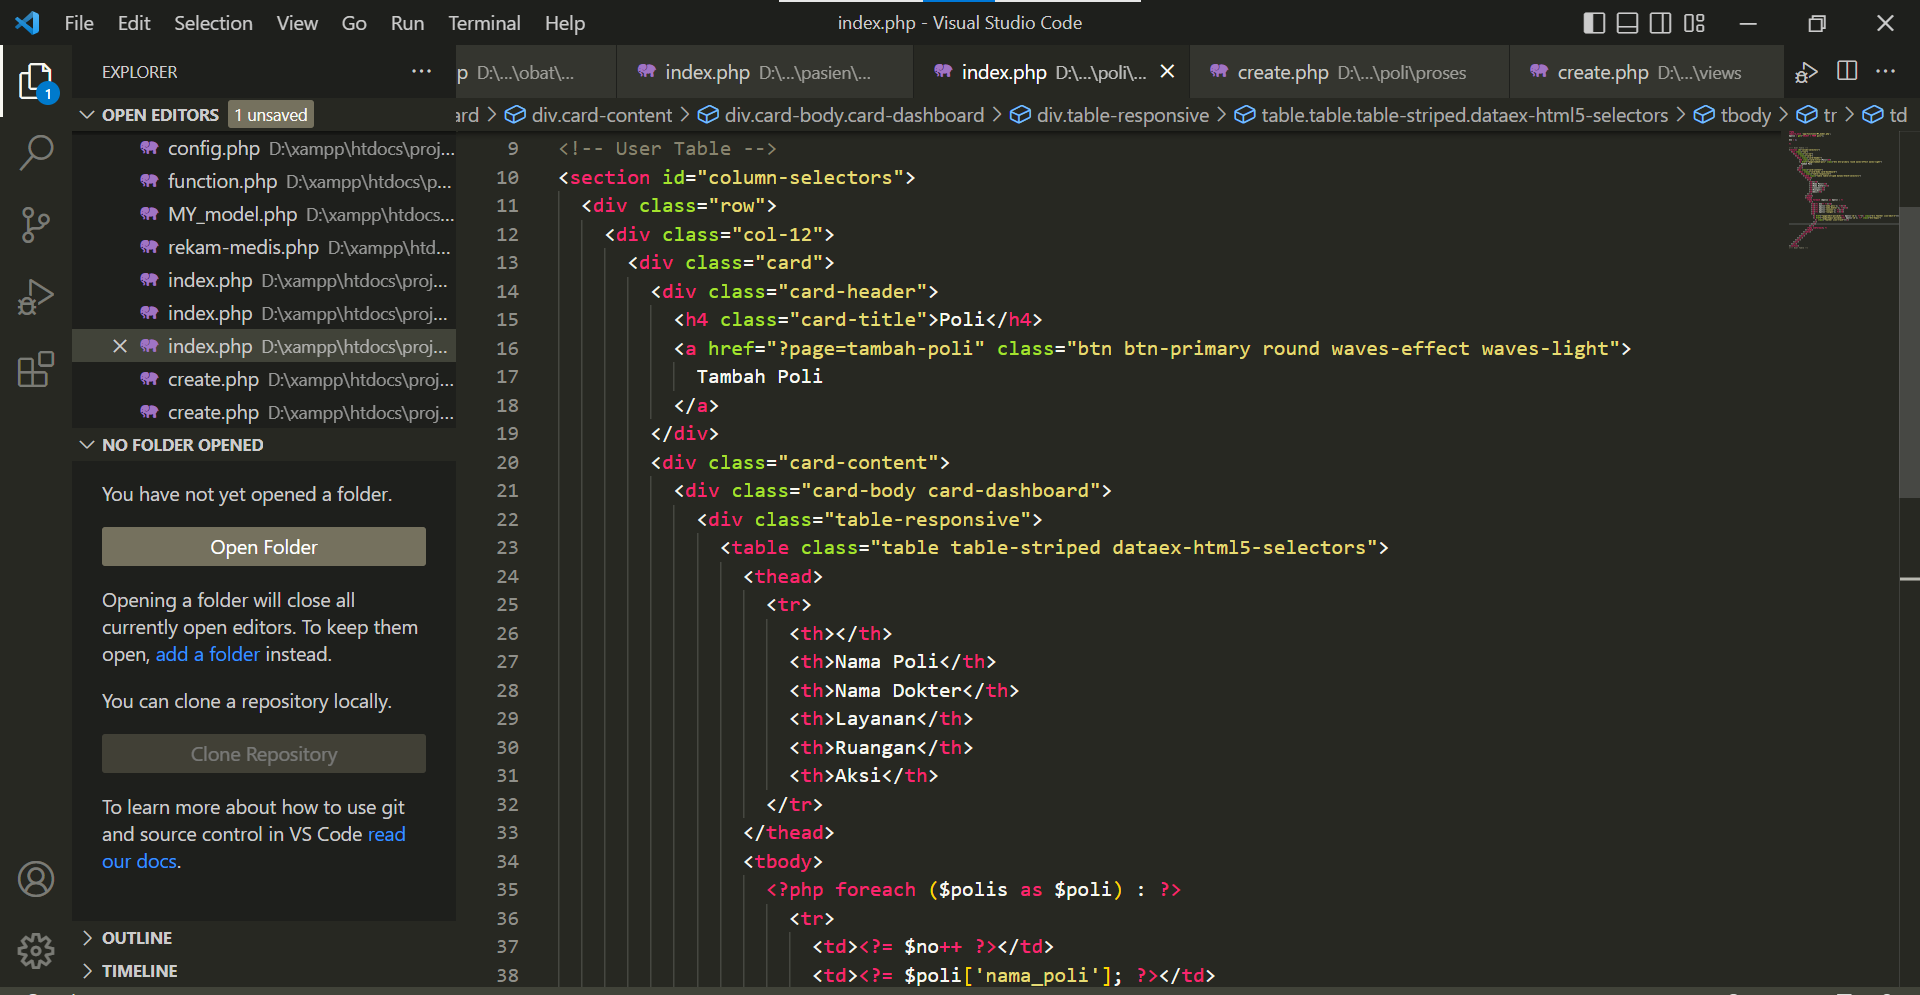 File Edit Selection View Go Run Terminal Help
index.php - Visual Studio Code
EXPLORER
p D:\...\obat\...
index.php D:\...\pasien\...
index.php D:\...\poli\...
create.php D:\...\poli\proses
create.php D:\...\views
1
OPEN EDITORS 1 unsaved
ard > div.card-content > div.card-body.card-dashboard > div.table-responsive > table.table.table-striped.dataex-html5-selectors > tbody > tr > td
config.php D:\xampp\htdocs\proj...
function.php D:\xampp\htdocs\p...
MY_model.php D:\xampp\htdocs...
rekam-medis.php D:\xampp\htd...
index.php D:\xampp\htdocs\proj...
index.php D:\xampp\htdocs\proj...
index.php D:\xampp\htdocs\proj...
create.php D:\xampp\htdocs\proj...
create.php D:\xampp\htdocs\proj...
NO FOLDER OPENED
You have not yet opened a folder.
Open Folder
Opening a folder will close all
currently open editors. To keep them
open, add a folder instead.
You can clone a repository locally.
Clone Repository
To learn more about how to use git
and source control in VS Code read
our docs.
OUTLINE
TIMELINE
9 <!-- User Table -->
10 <section id="column-selectors">
11 <div class="row">
12 <div class="col-12">
13 <div class="card">
14 <div class="card-header">
15 <h4 class="card-title">Poli</h4>
16 <a href="?page=tambah-poli" class="btn btn-primary round waves-effect waves-light">
17 Tambah Poli
18 </a>
19 </div>
20 <div class="card-content">
21 <div class="card-body card-dashboard">
22 <div class="table-responsive">
23 <table class="table table-striped dataex-html5-selectors">
24 <thead>
25 <tr>
26 <th></th>
27 <th>Nama Poli</th>
28 <th>Nama Dokter</th>
29 <th>Layanan</th>
30 <th>Ruangan</th>
31 <th>Aksi</th>
32 </tr>
33 </thead>
34 <tbody>
35 <?php foreach ($polis as $poli) : ?>
36 <tr>
37 <td><?= $no++ ?></td>
38 <td><?= $poli['nama_poli']; ?></td>